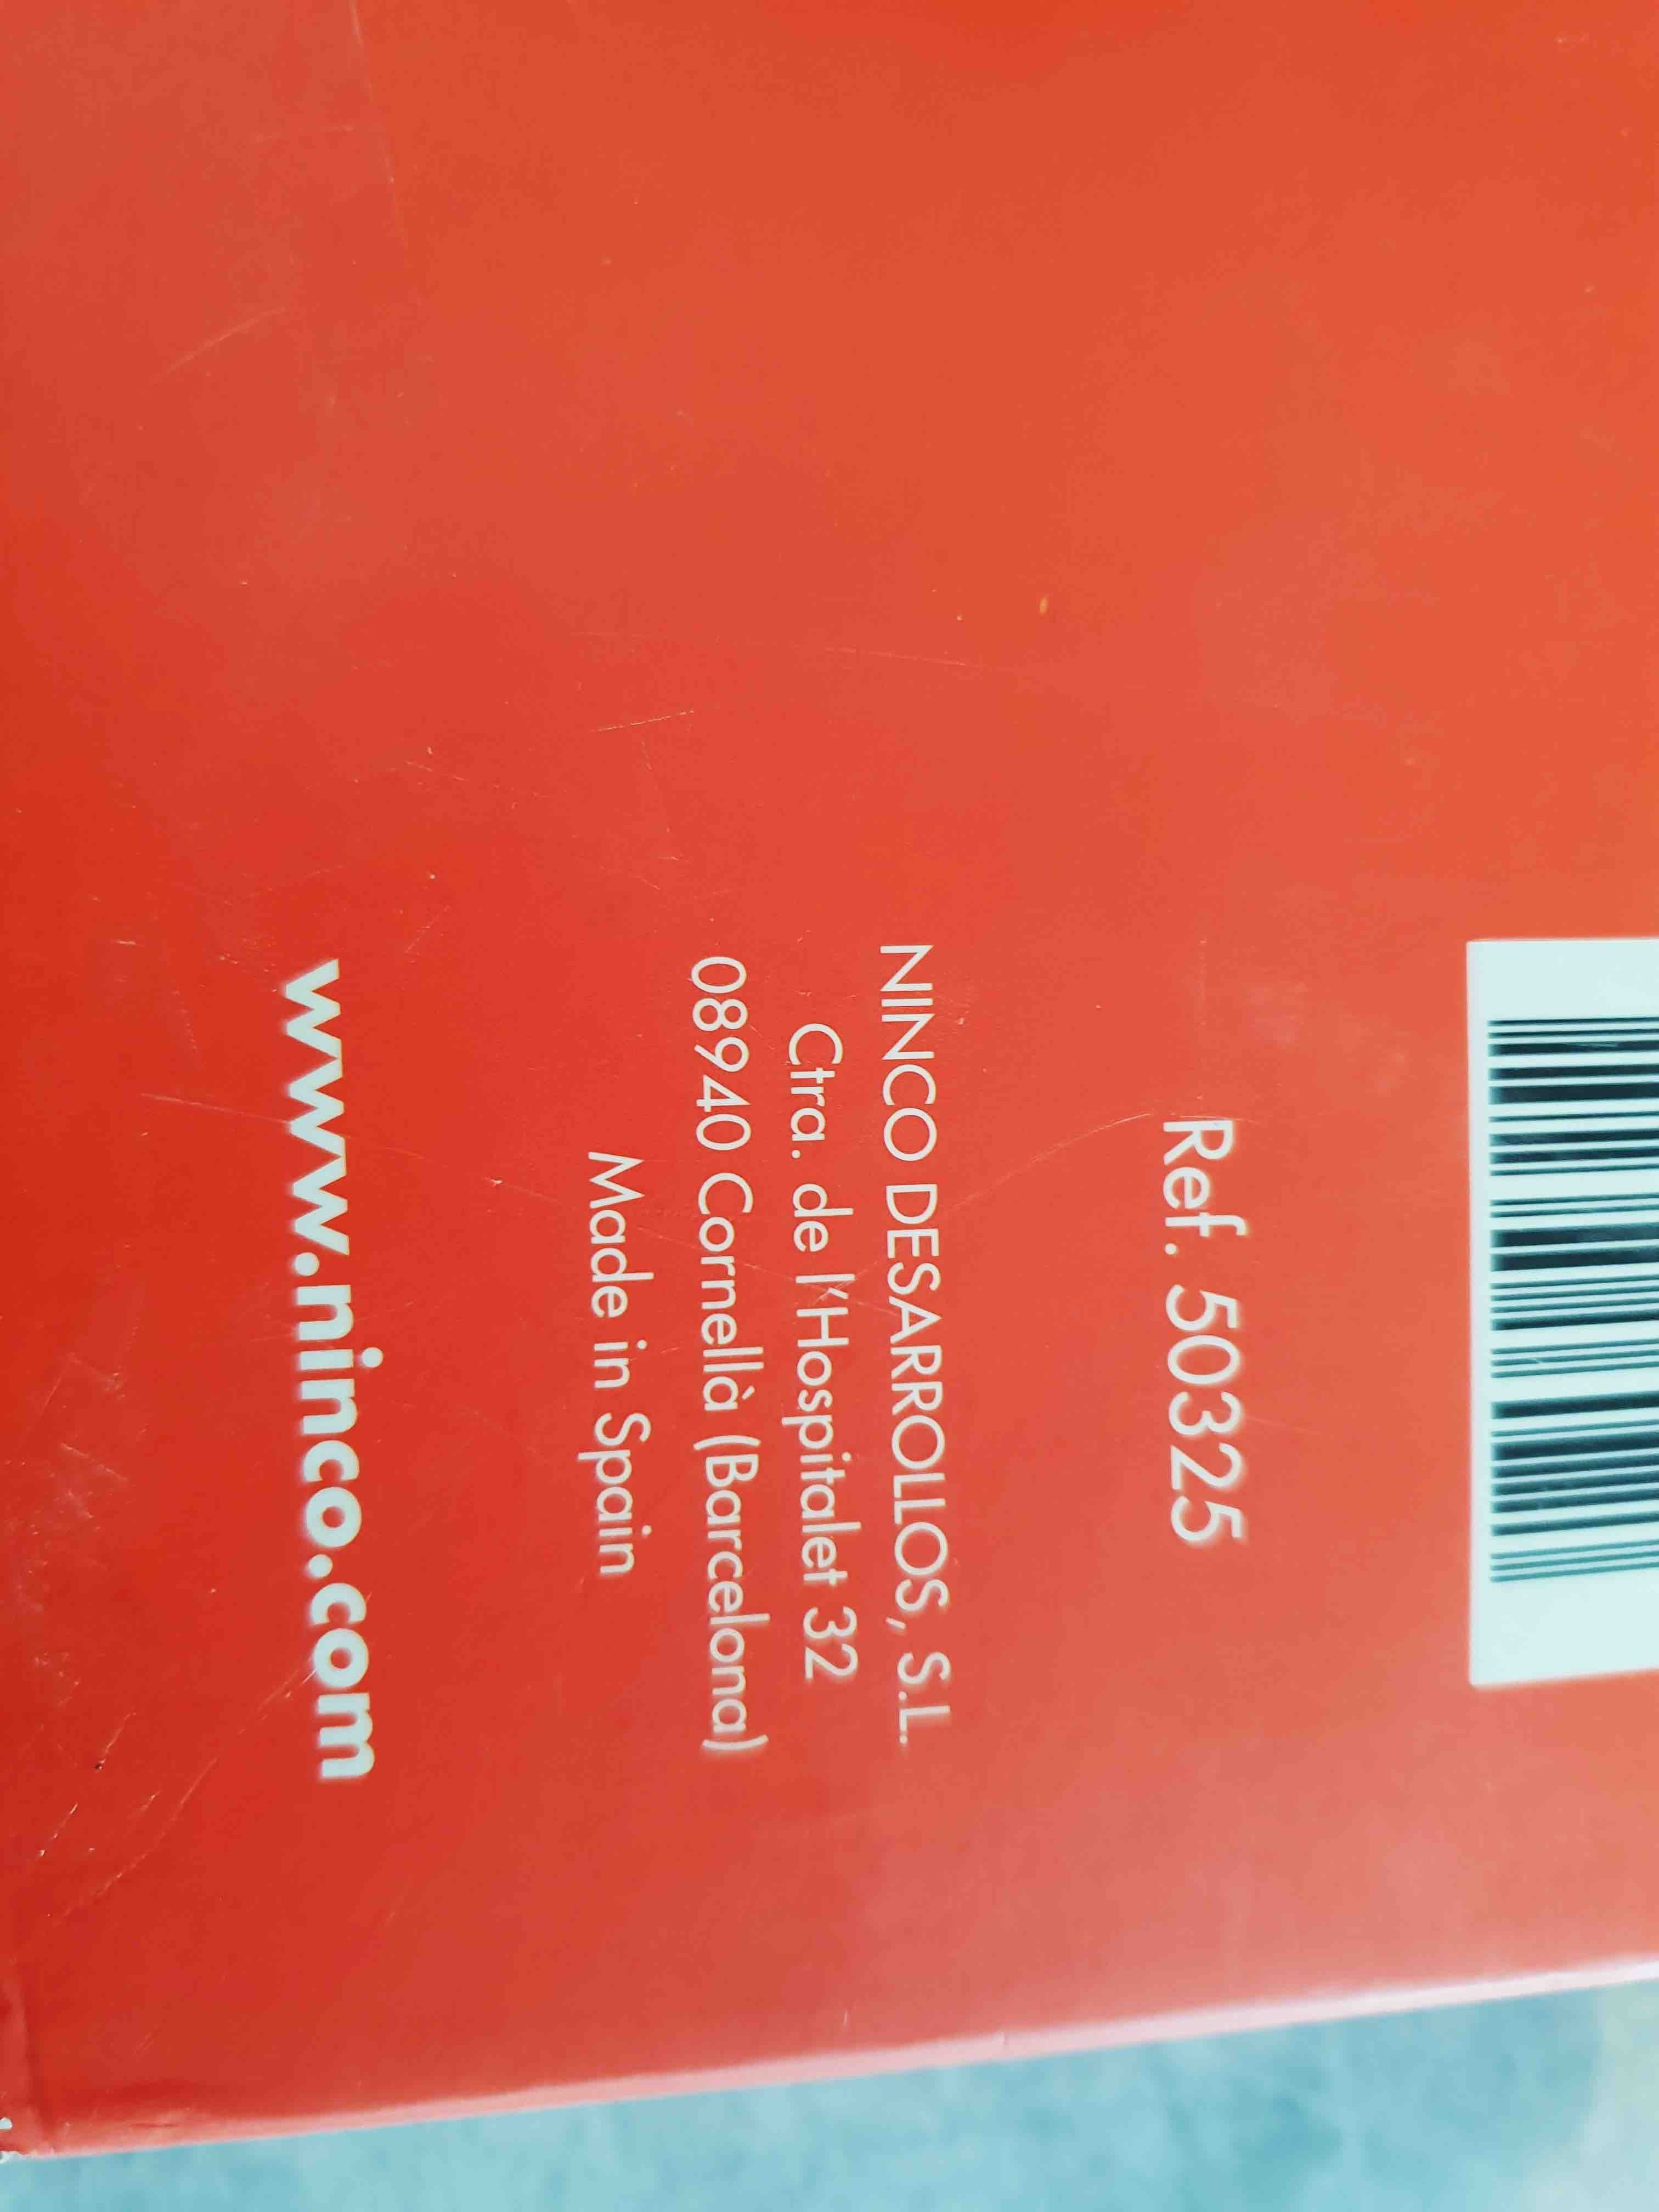 Ref. 50325
NINCO DESARROLLOS, S.L.
Ctra. de l'Hospitalet 32
08940 Cornellà (Barcelona)
Made in Spain
www.ninco.com